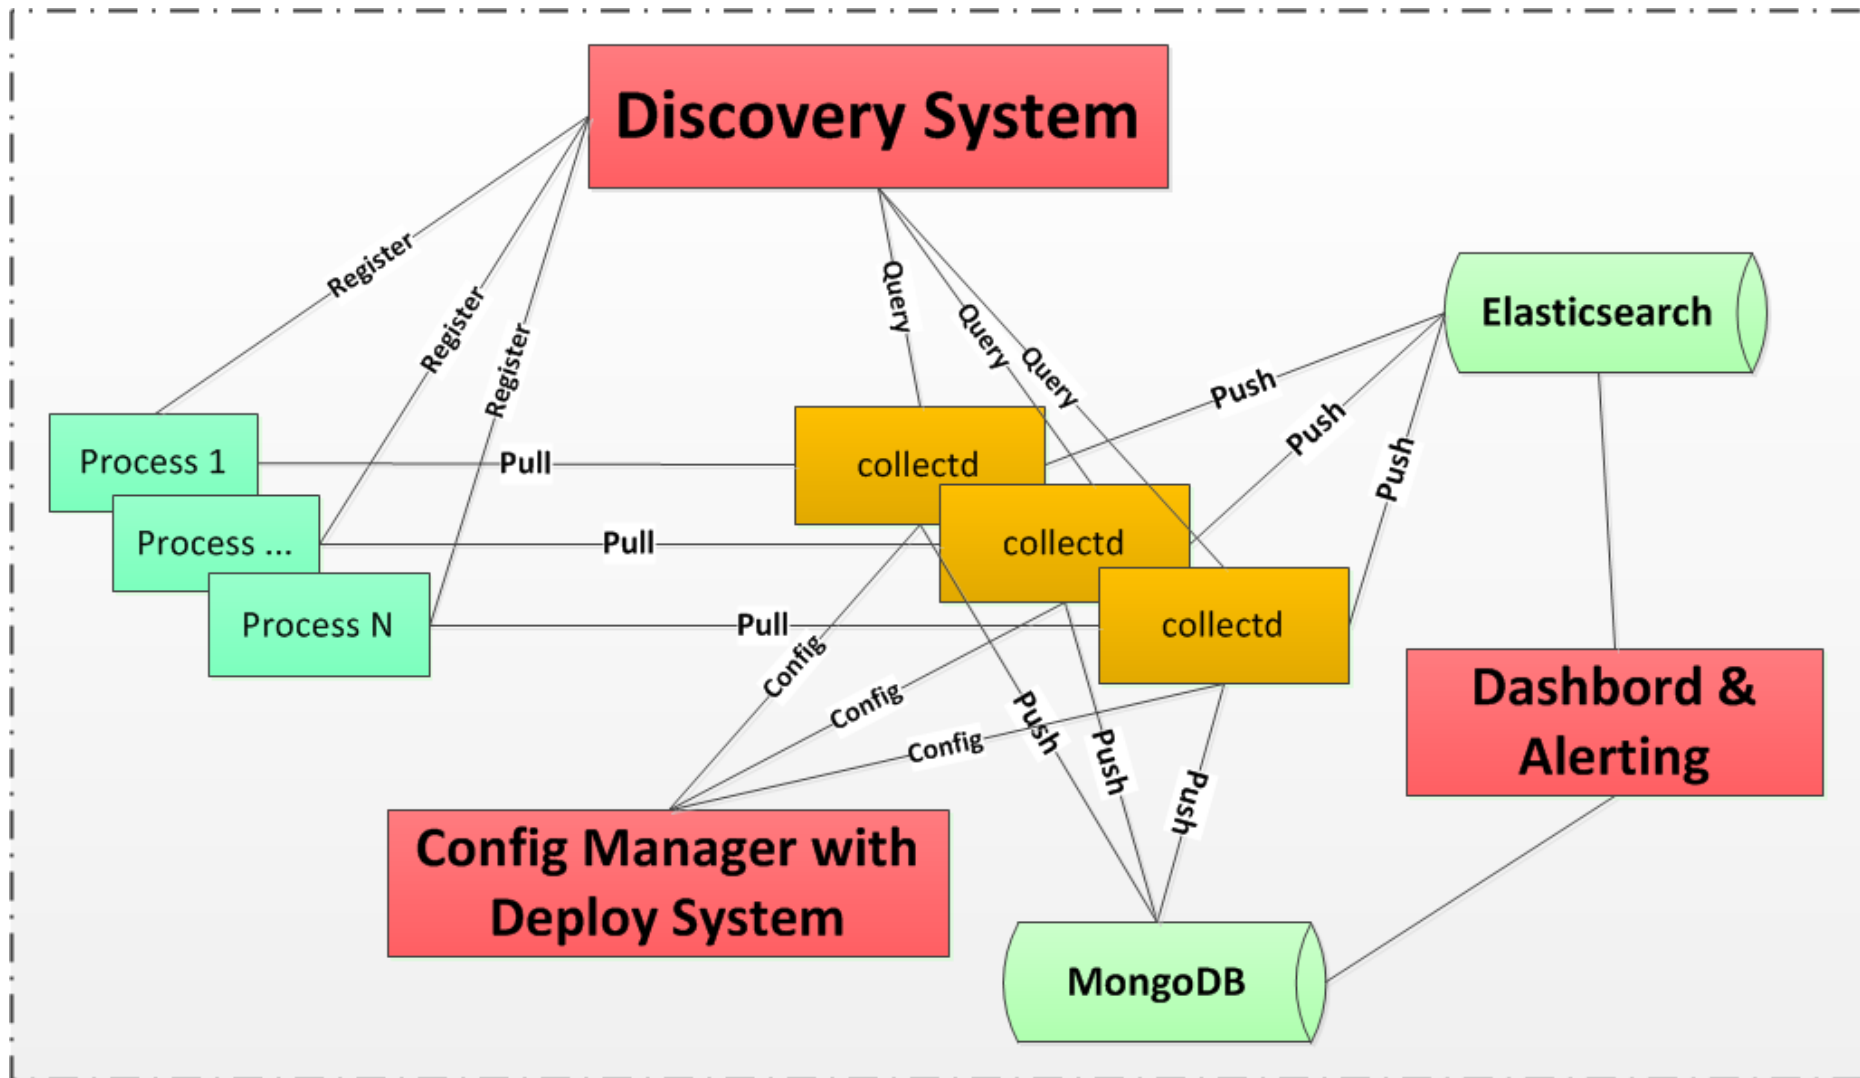 Discovery System
Register
Register
Register
Query
Query
Query
Elasticsearch
Push
Push
Push
Process 1
Pull
collectd
Process ...
Pull
collectd
Process N
Pull
collectd
Config
Config
Config
Push
Push
Push
Dashbord &
Alerting
Config Manager with
Deploy System
MongoDB